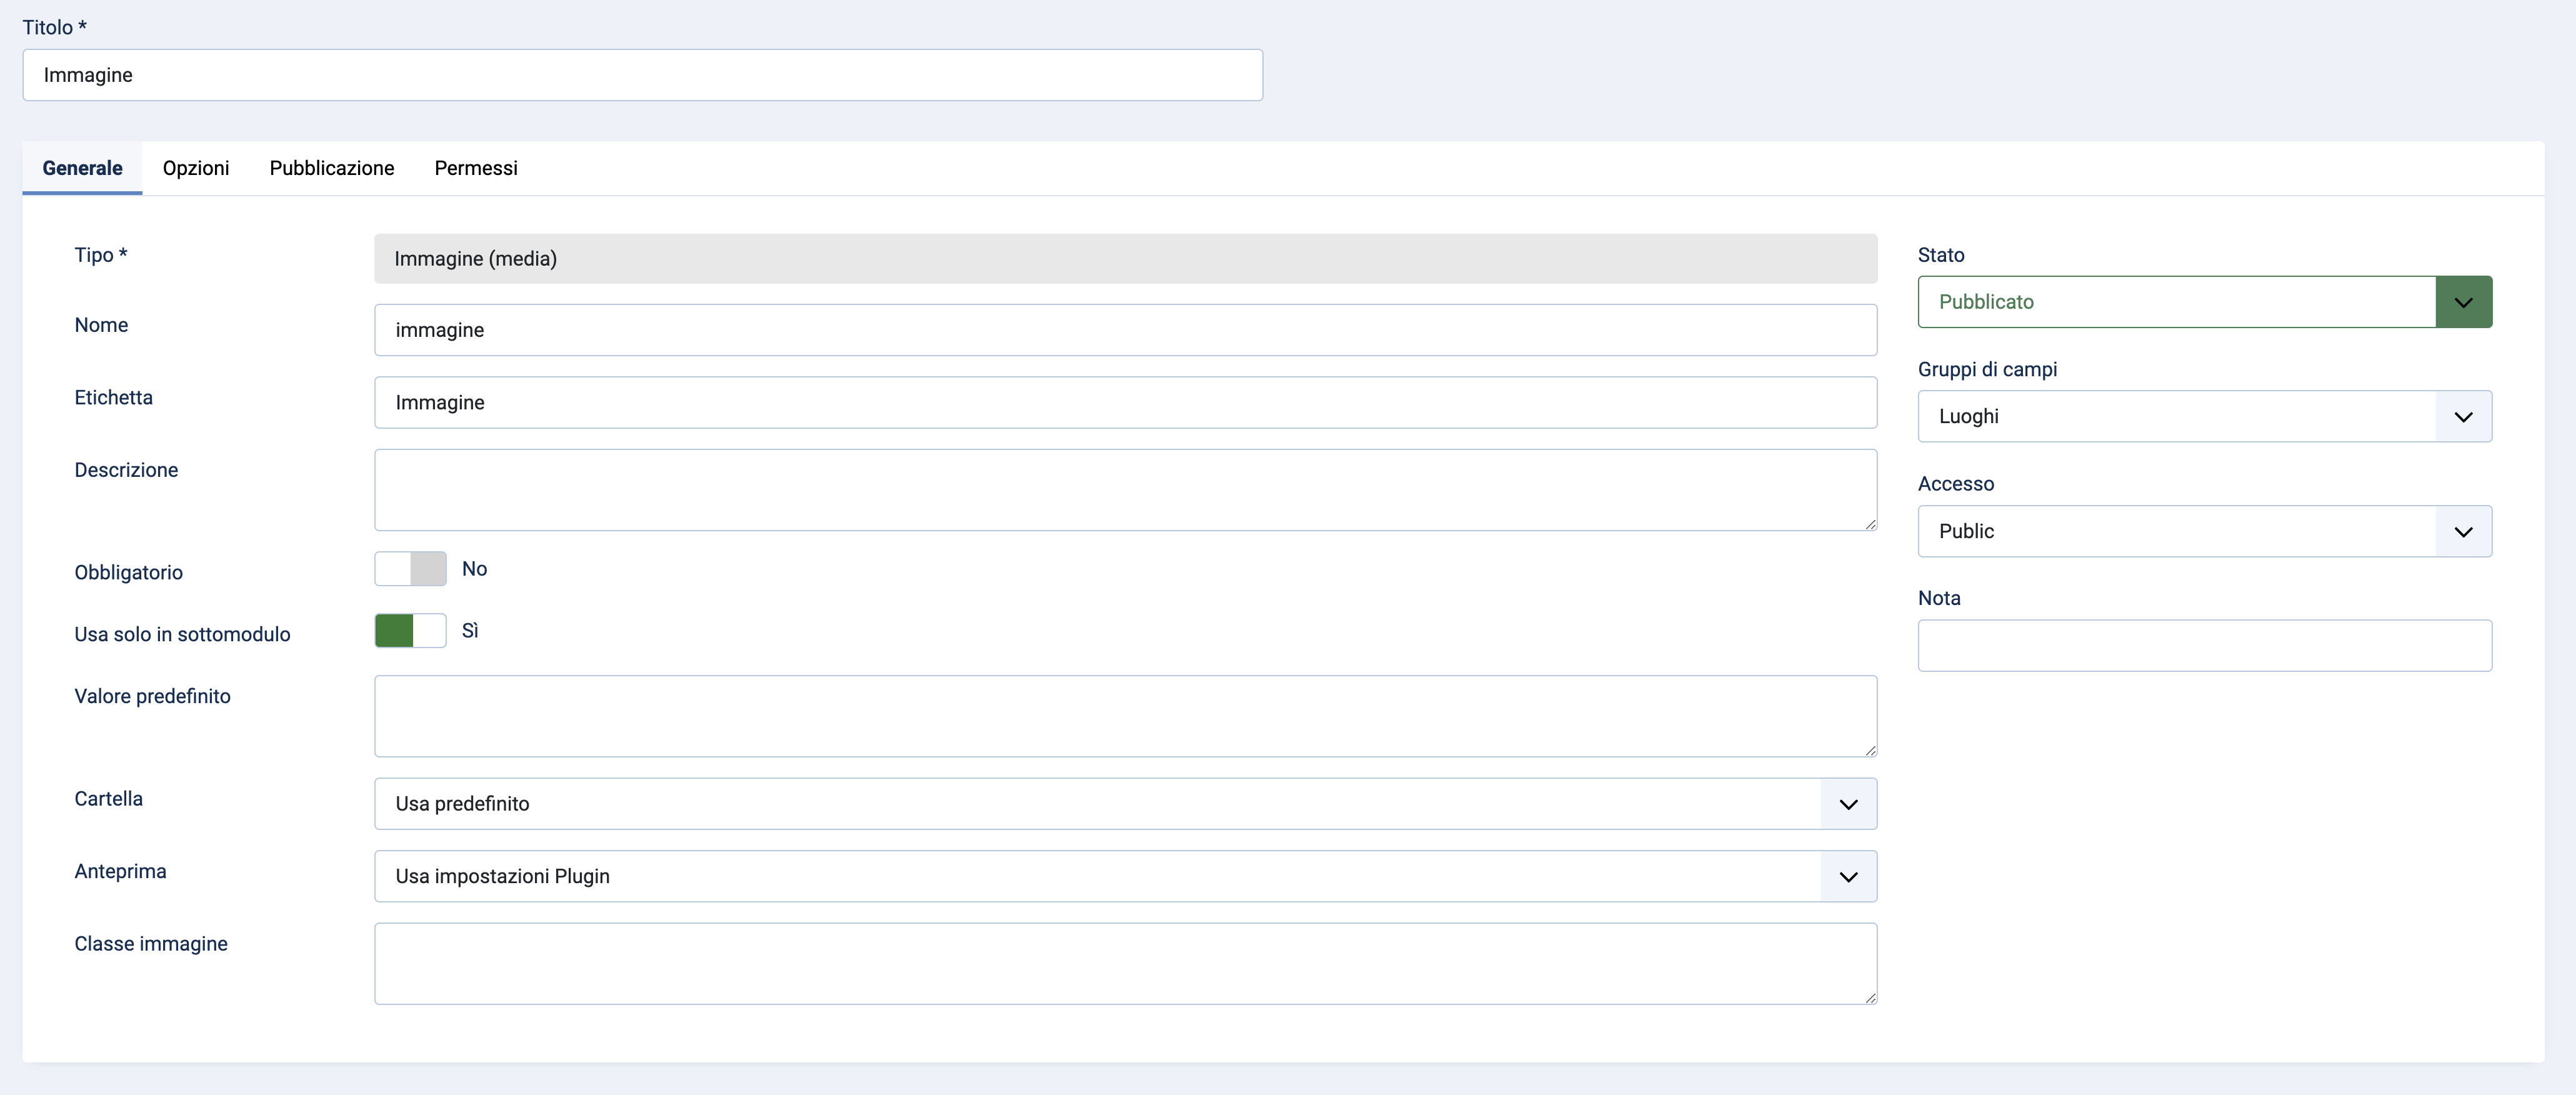 Titolo *
Immagine
Generale Opzioni Pubblicazione Permessi
Tipo *
Immagine (media)
Nome
immagine
Etichetta
Immagine
Descrizione
Obbligatorio
No
Usa solo in sottomodulo
Sì
Valore predefinito
Cartella
Usa predefinito
Anteprima
Usa impostazioni Plugin
Classe immagine
Stato
Pubblicato
Gruppi di campi
Luoghi
Accesso
Public
Nota